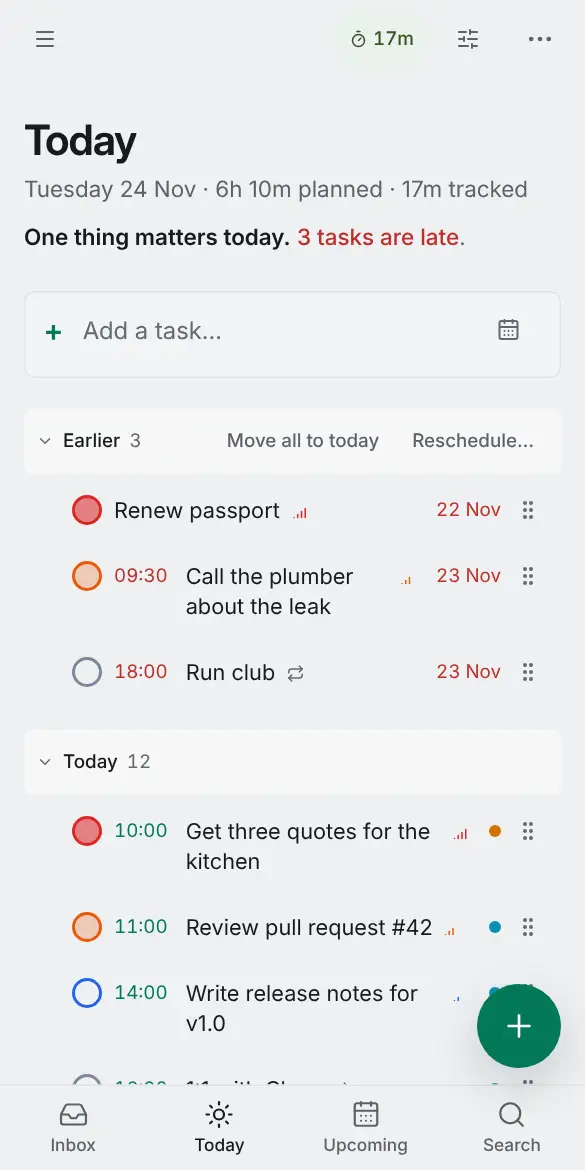 17m
Today
Tuesday 24 Nov · 6h 10m planned · 17m tracked
One thing matters today. 3 tasks are late.
+ Add a task...
Earlier 3 Move all to today Reschedule...
Renew passport 22 Nov
09:30 Call the plumber 23 Nov
about the leak
18:00 Run club 23 Nov
Today 12
10:00 Get three quotes for the
kitchen
11:00 Review pull request #42
14:00 Write release notes for
v1.0
Inbox Today Upcoming Search